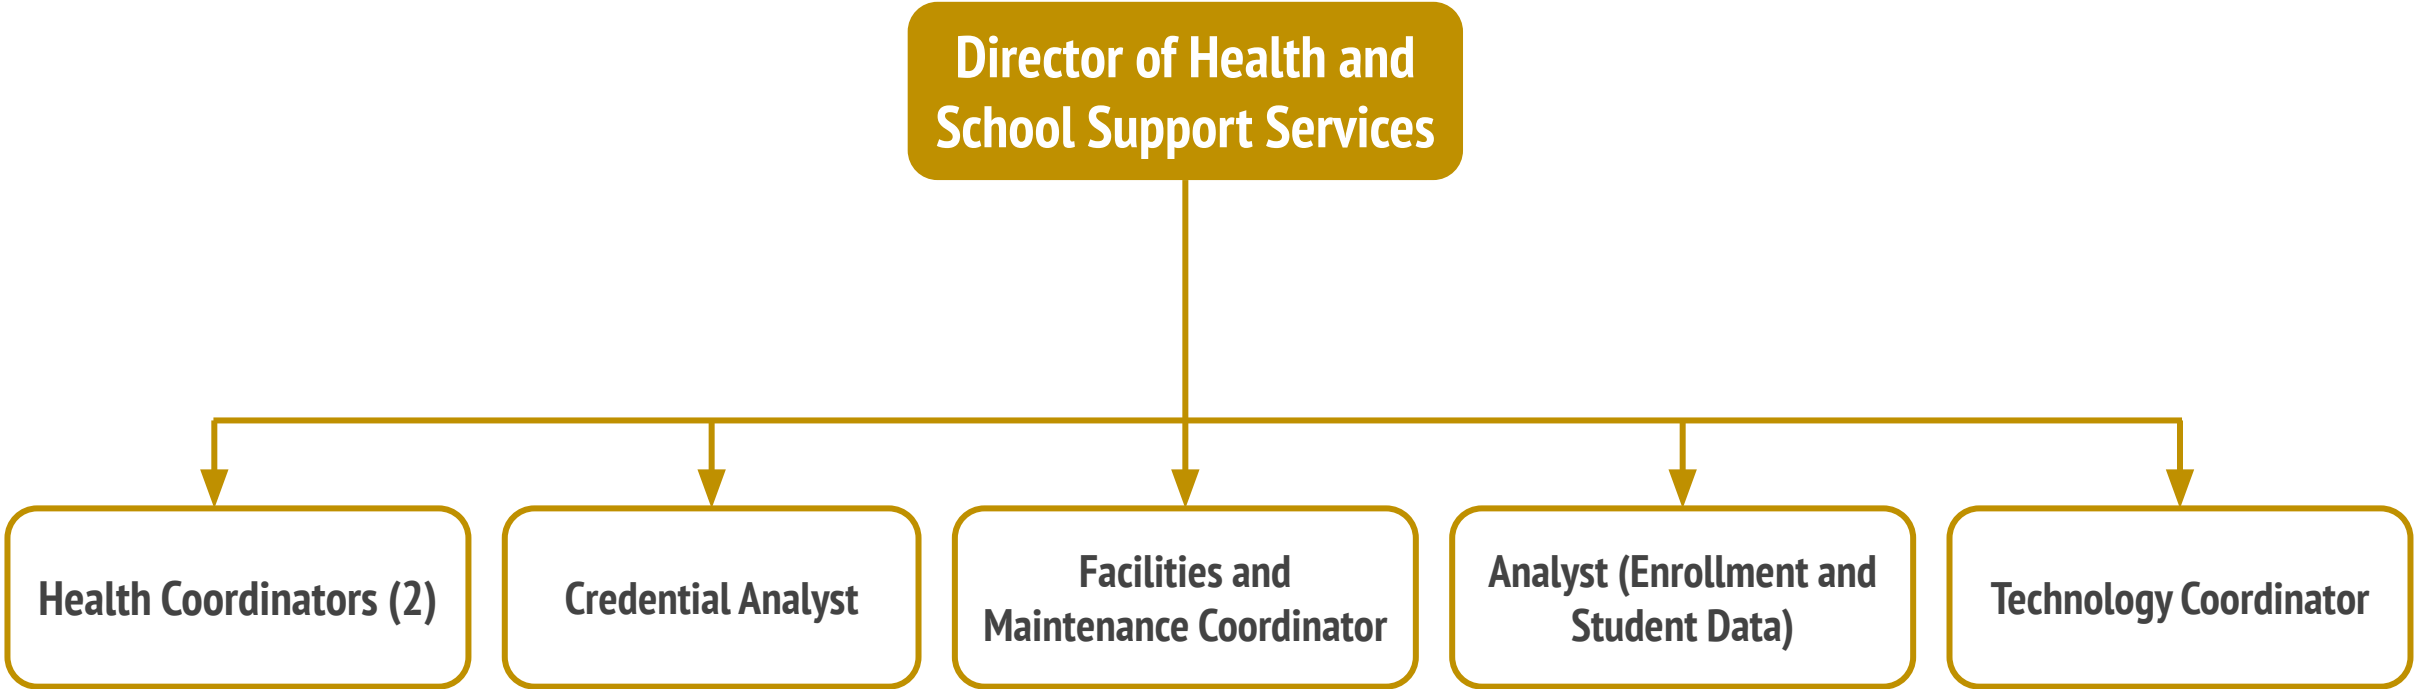 Director of Health and
School Support Services
Health Coordinators (2)
Credential Analyst
Facilities and
Maintenance Coordinator
Analyst (Enrollment and
Student Data)
Technology Coordinator